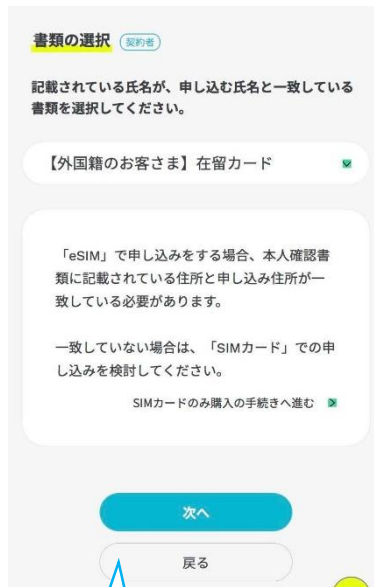 書類の選択 契約者
記載されている氏名が、申し込む氏名と一致している
書類を選択してください。
【外国籍のお客さま】在留カード
「eSIM」で申し込みをする場合、本人確認書
類に記載されている住所と申し込み住所が一
致している必要があります。
一致していない場合は、「SIMカード」での申
し込みを検討してください。
SIMカードのみ購入の手続きへ進む
次へ
戻る